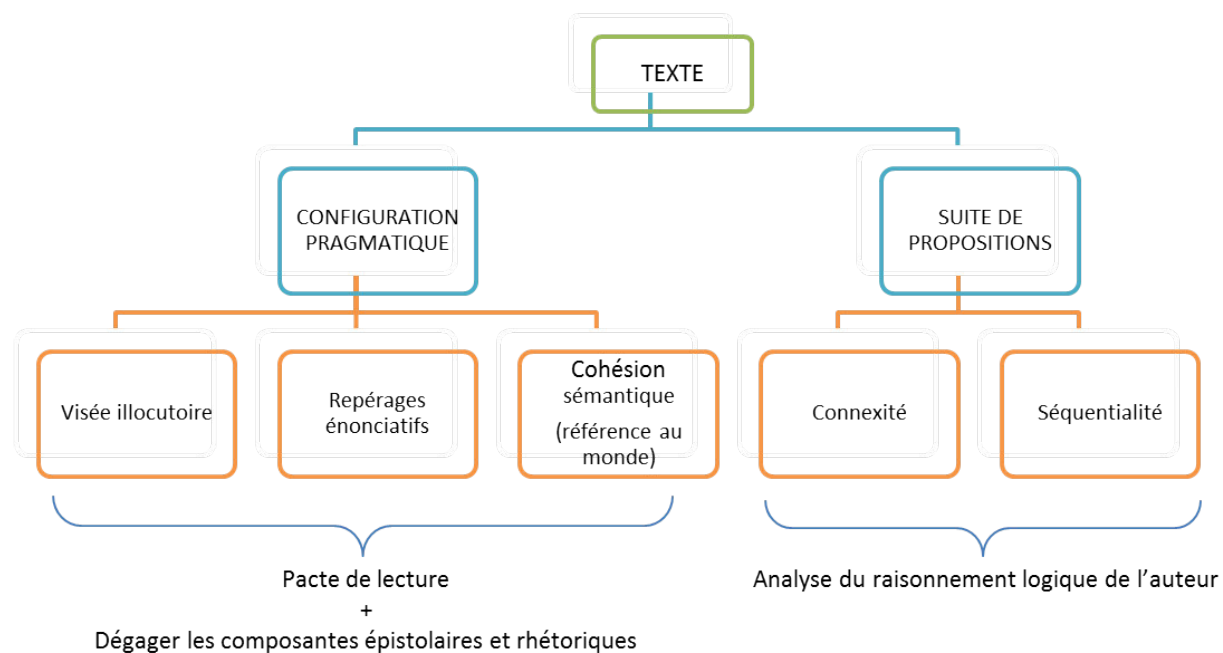 TEXTE
CONFIGURATION
PRAGMATIQUE
SUITE DE
PROPOSITIONS
Visée illocutoire
Repérages
énonciatifs
Cohésion
sémantique
(référence au
monde)
Connexité
Séquentialité
Pacte de lecture
+
Dégager les composantes épistolaires et rhétoriques
Analyse du raisonnement logique de l’auteur